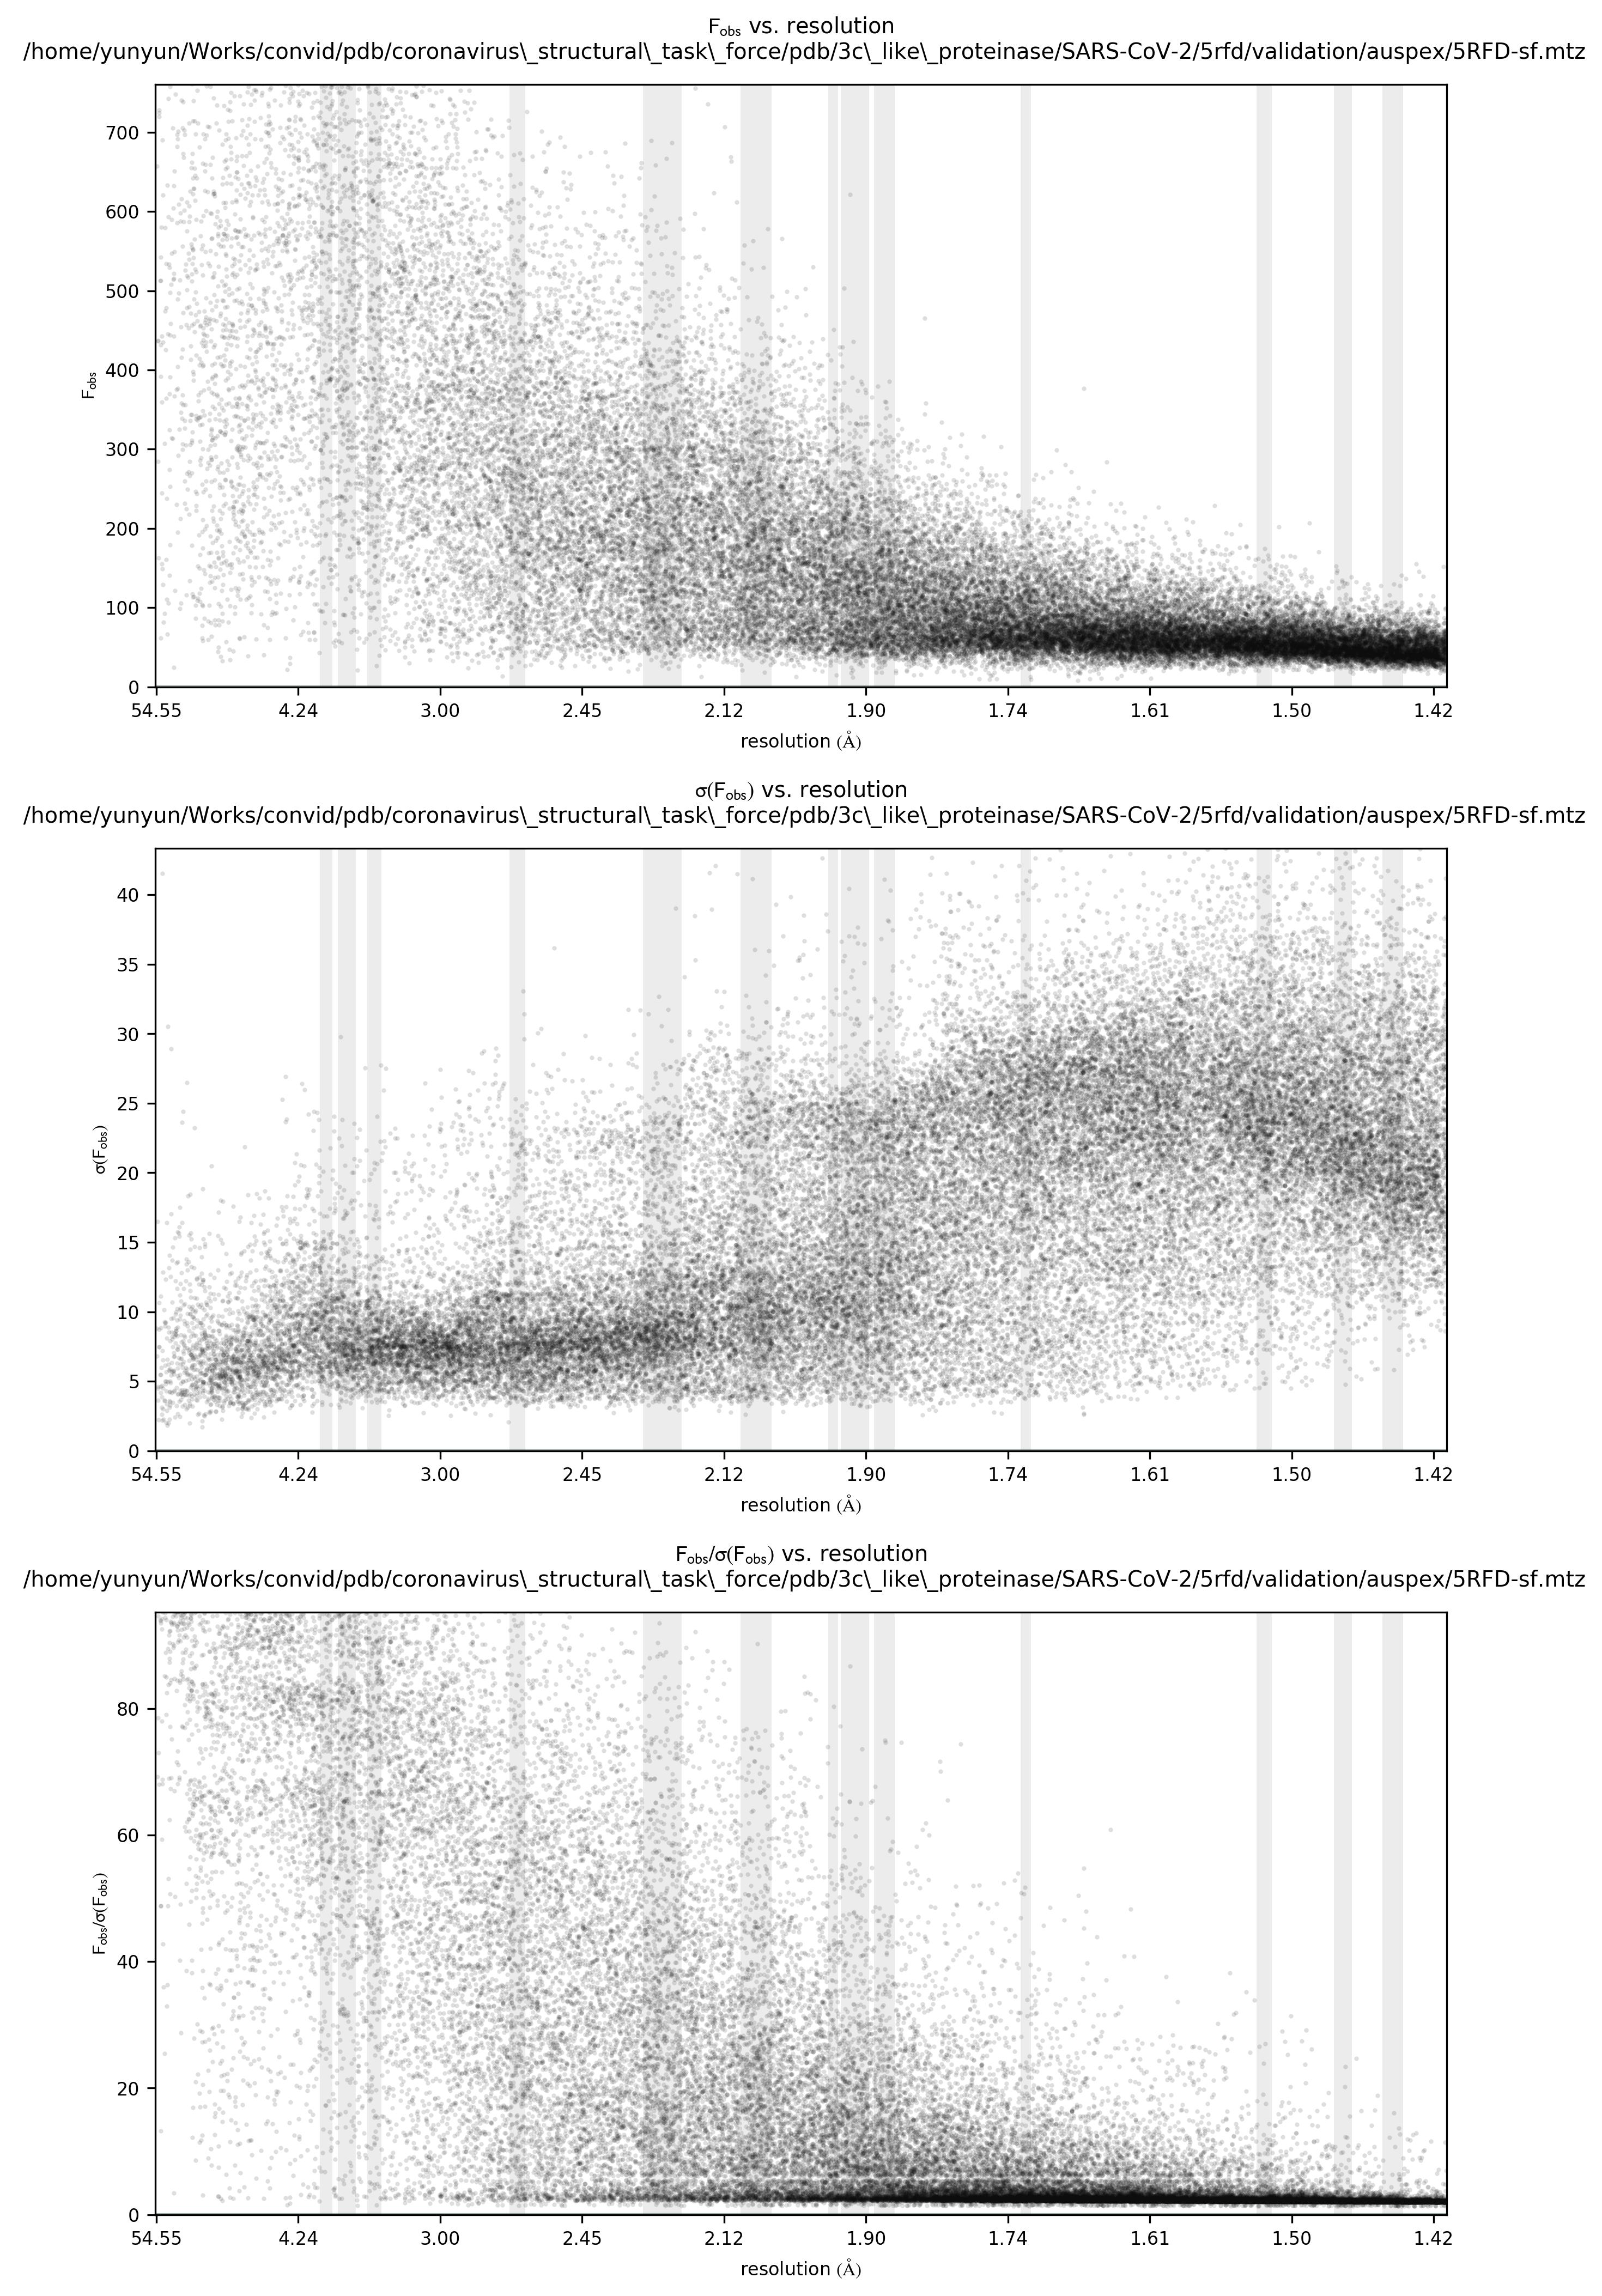 Fobs vs. resolution
/home/yunyun/Works/convid/pdb/coronavirus\_structural\_task\_force/pdb/3c\_like\_proteinase/SARS-CoV-2/5rfd/validation/auspex/5RFD-sf.mtz
700
600
500
400
300
200
100
0
Fobs
54.55 4.24 3.00 2.45 2.12 1.90 1.74 1.61 1.50 1.42
resolution (Å)
σ(Fobs) vs. resolution
/home/yunyun/Works/convid/pdb/coronavirus\_structural\_task\_force/pdb/3c\_like\_proteinase/SARS-CoV-2/5rfd/validation/auspex/5RFD-sf.mtz
40
35
30
25
20
15
10
5
0
σ(Fobs)
54.55 4.24 3.00 2.45 2.12 1.90 1.74 1.61 1.50 1.42
resolution (Å)
Fobs/σ(Fobs) vs. resolution
/home/yunyun/Works/convid/pdb/coronavirus\_structural\_task\_force/pdb/3c\_like\_proteinase/SARS-CoV-2/5rfd/validation/auspex/5RFD-sf.mtz
80
60
40
20
0
Fobs/σ(Fobs)
54.55 4.24 3.00 2.45 2.12 1.90 1.74 1.61 1.50 1.42
resolution (Å)